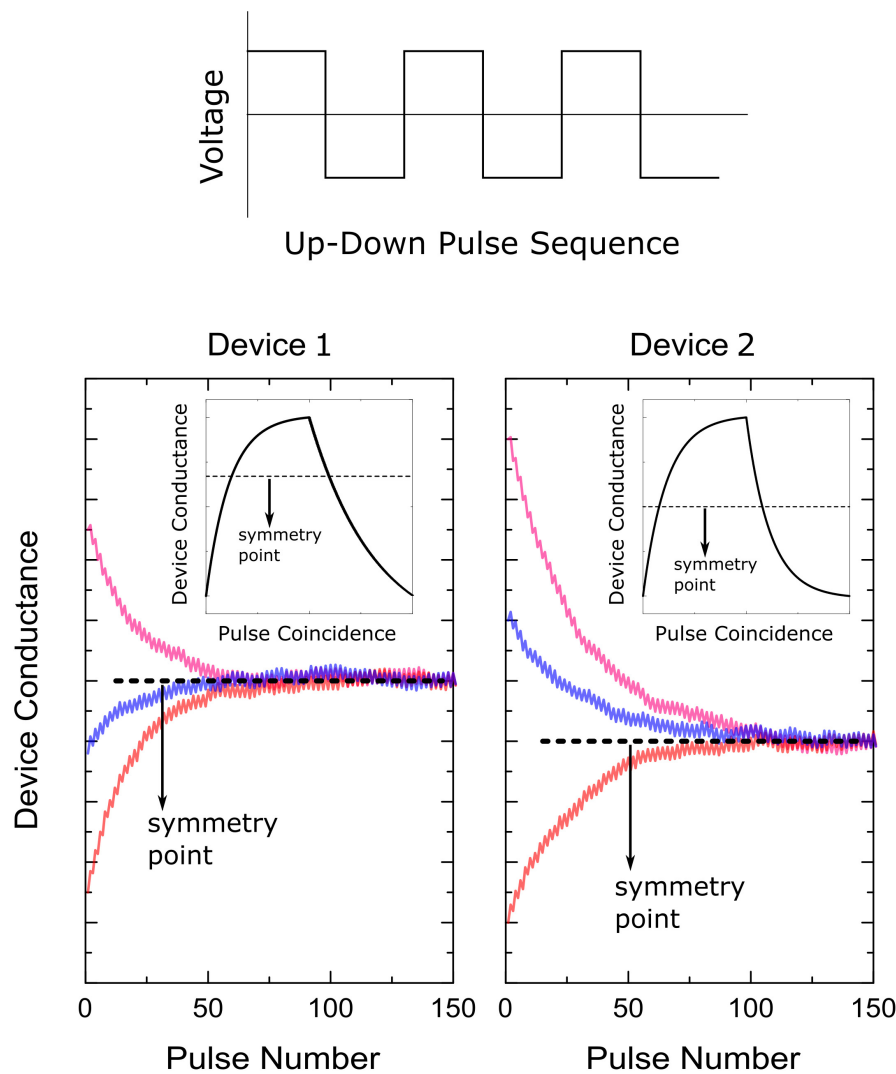 Voltage
Up-Down Pulse Sequence
Device 1
Device Conductance
Device Conductance
symmetry
point
Pulse Coincidence
symmetry
point
0
50
100
150
Pulse Number
Device 2
Device Conductance
symmetry
point
Pulse Coincidence
symmetry
point
0
50
100
150
Pulse Number